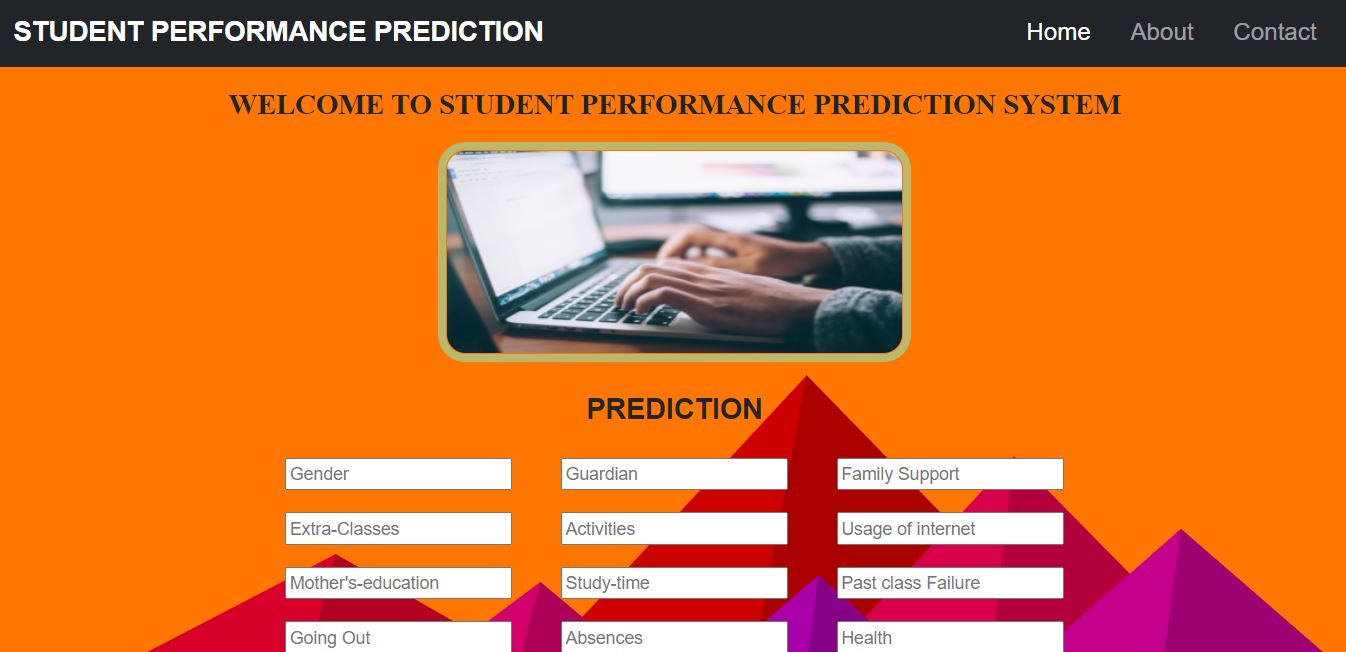 STUDENT PERFORMANCE PREDICTION Home About Contact
WELCOME TO STUDENT PERFORMANCE PREDICTION SYSTEM
PREDICTION
Gender Guardian Family Support
Extra-Classes Activities Usage of internet
Mother's-education Study-time Past class Failure
Going Out Absences Health